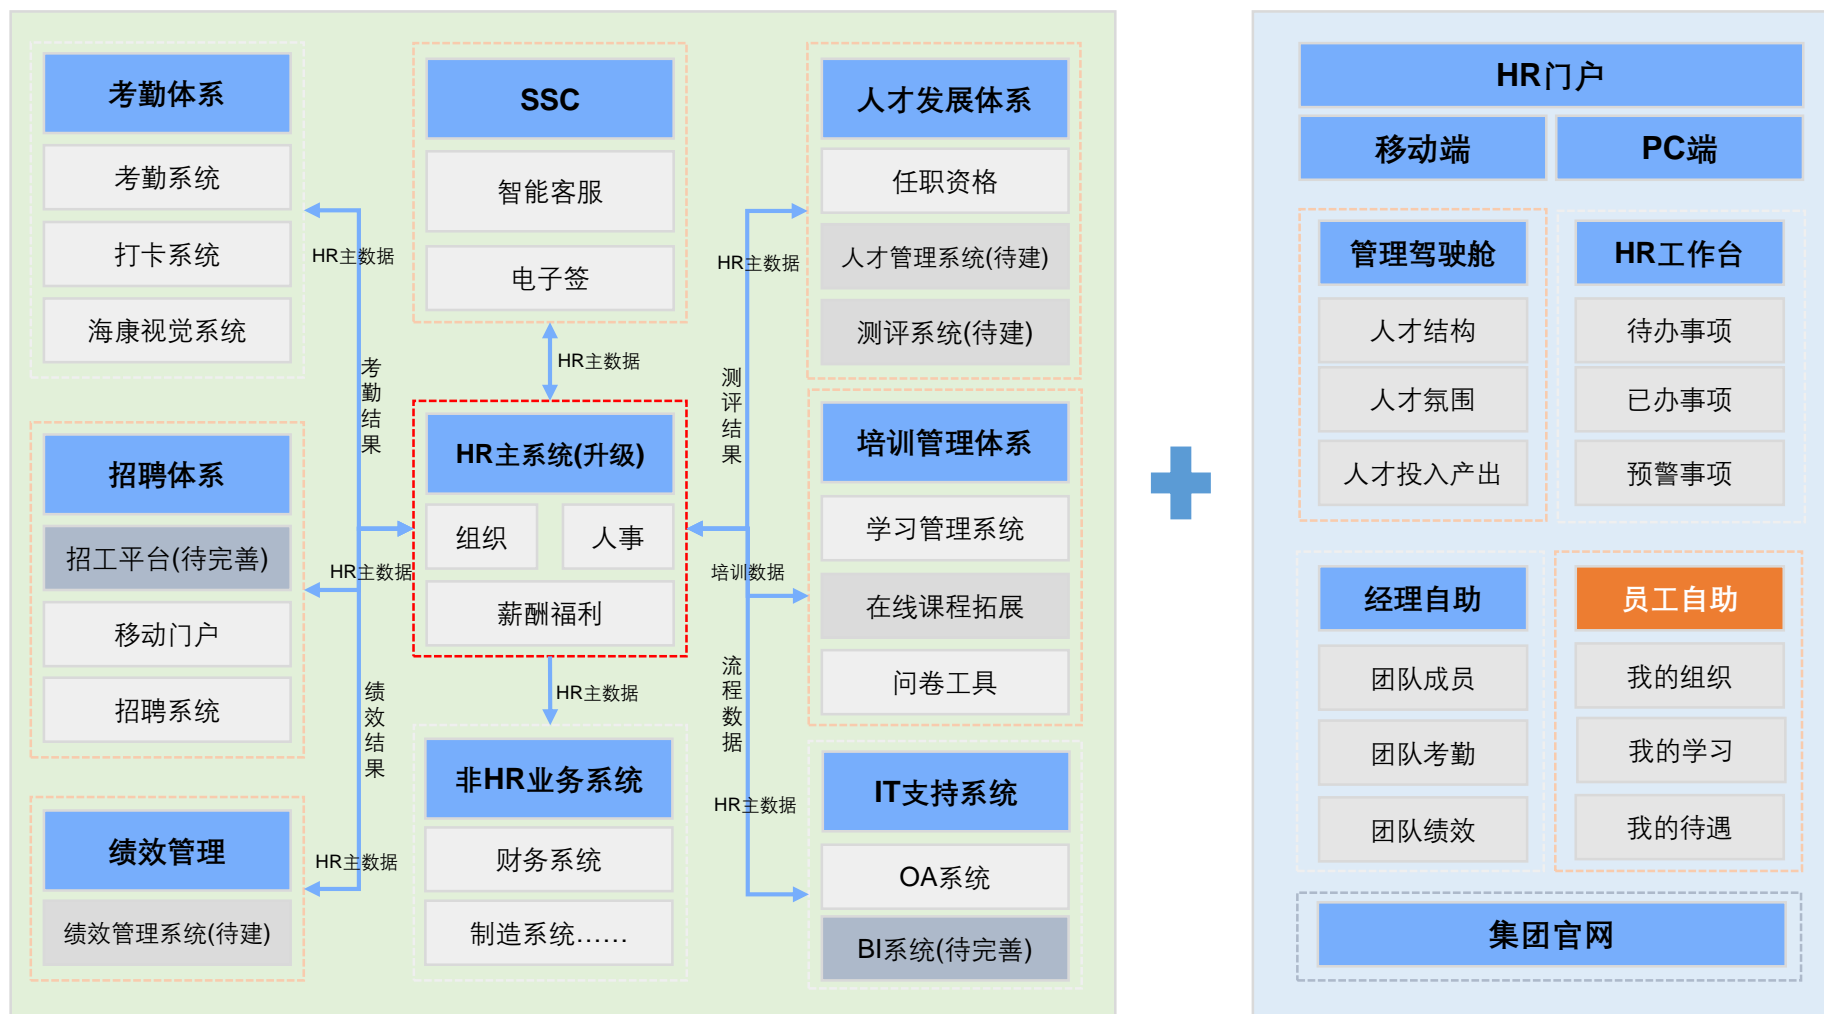 考勤体系
考勤系统
打卡系统
海康视觉系统
招聘体系
招工平台(待完善)
移动门户
招聘系统
绩效管理
绩效管理系统(待建)
HR主数据
考勤结果
HR主数据
绩效结果
HR主数据
SSC
智能客服
电子签
HR主数据
HR主系统(升级)
组织
人事
薪酬福利
HR主数据
非HR业务系统
财务系统
制造系统……
HR主数据
测评结果
培训数据
流程数据
HR主数据
人才发展体系
任职资格
人才管理系统(待建)
测评系统(待建)
培训管理体系
学习管理系统
在线课程拓展
问卷工具
IT支持系统
OA系统
BI系统(待完善)
HR门户
移动端
PC端
管理驾驶舱
人才结构
人才氛围
人才投入产出
HR工作台
待办事项
已办事项
预警事项
经理自助
团队成员
团队考勤
团队绩效
员工自助
我的组织
我的学习
我的待遇
集团官网